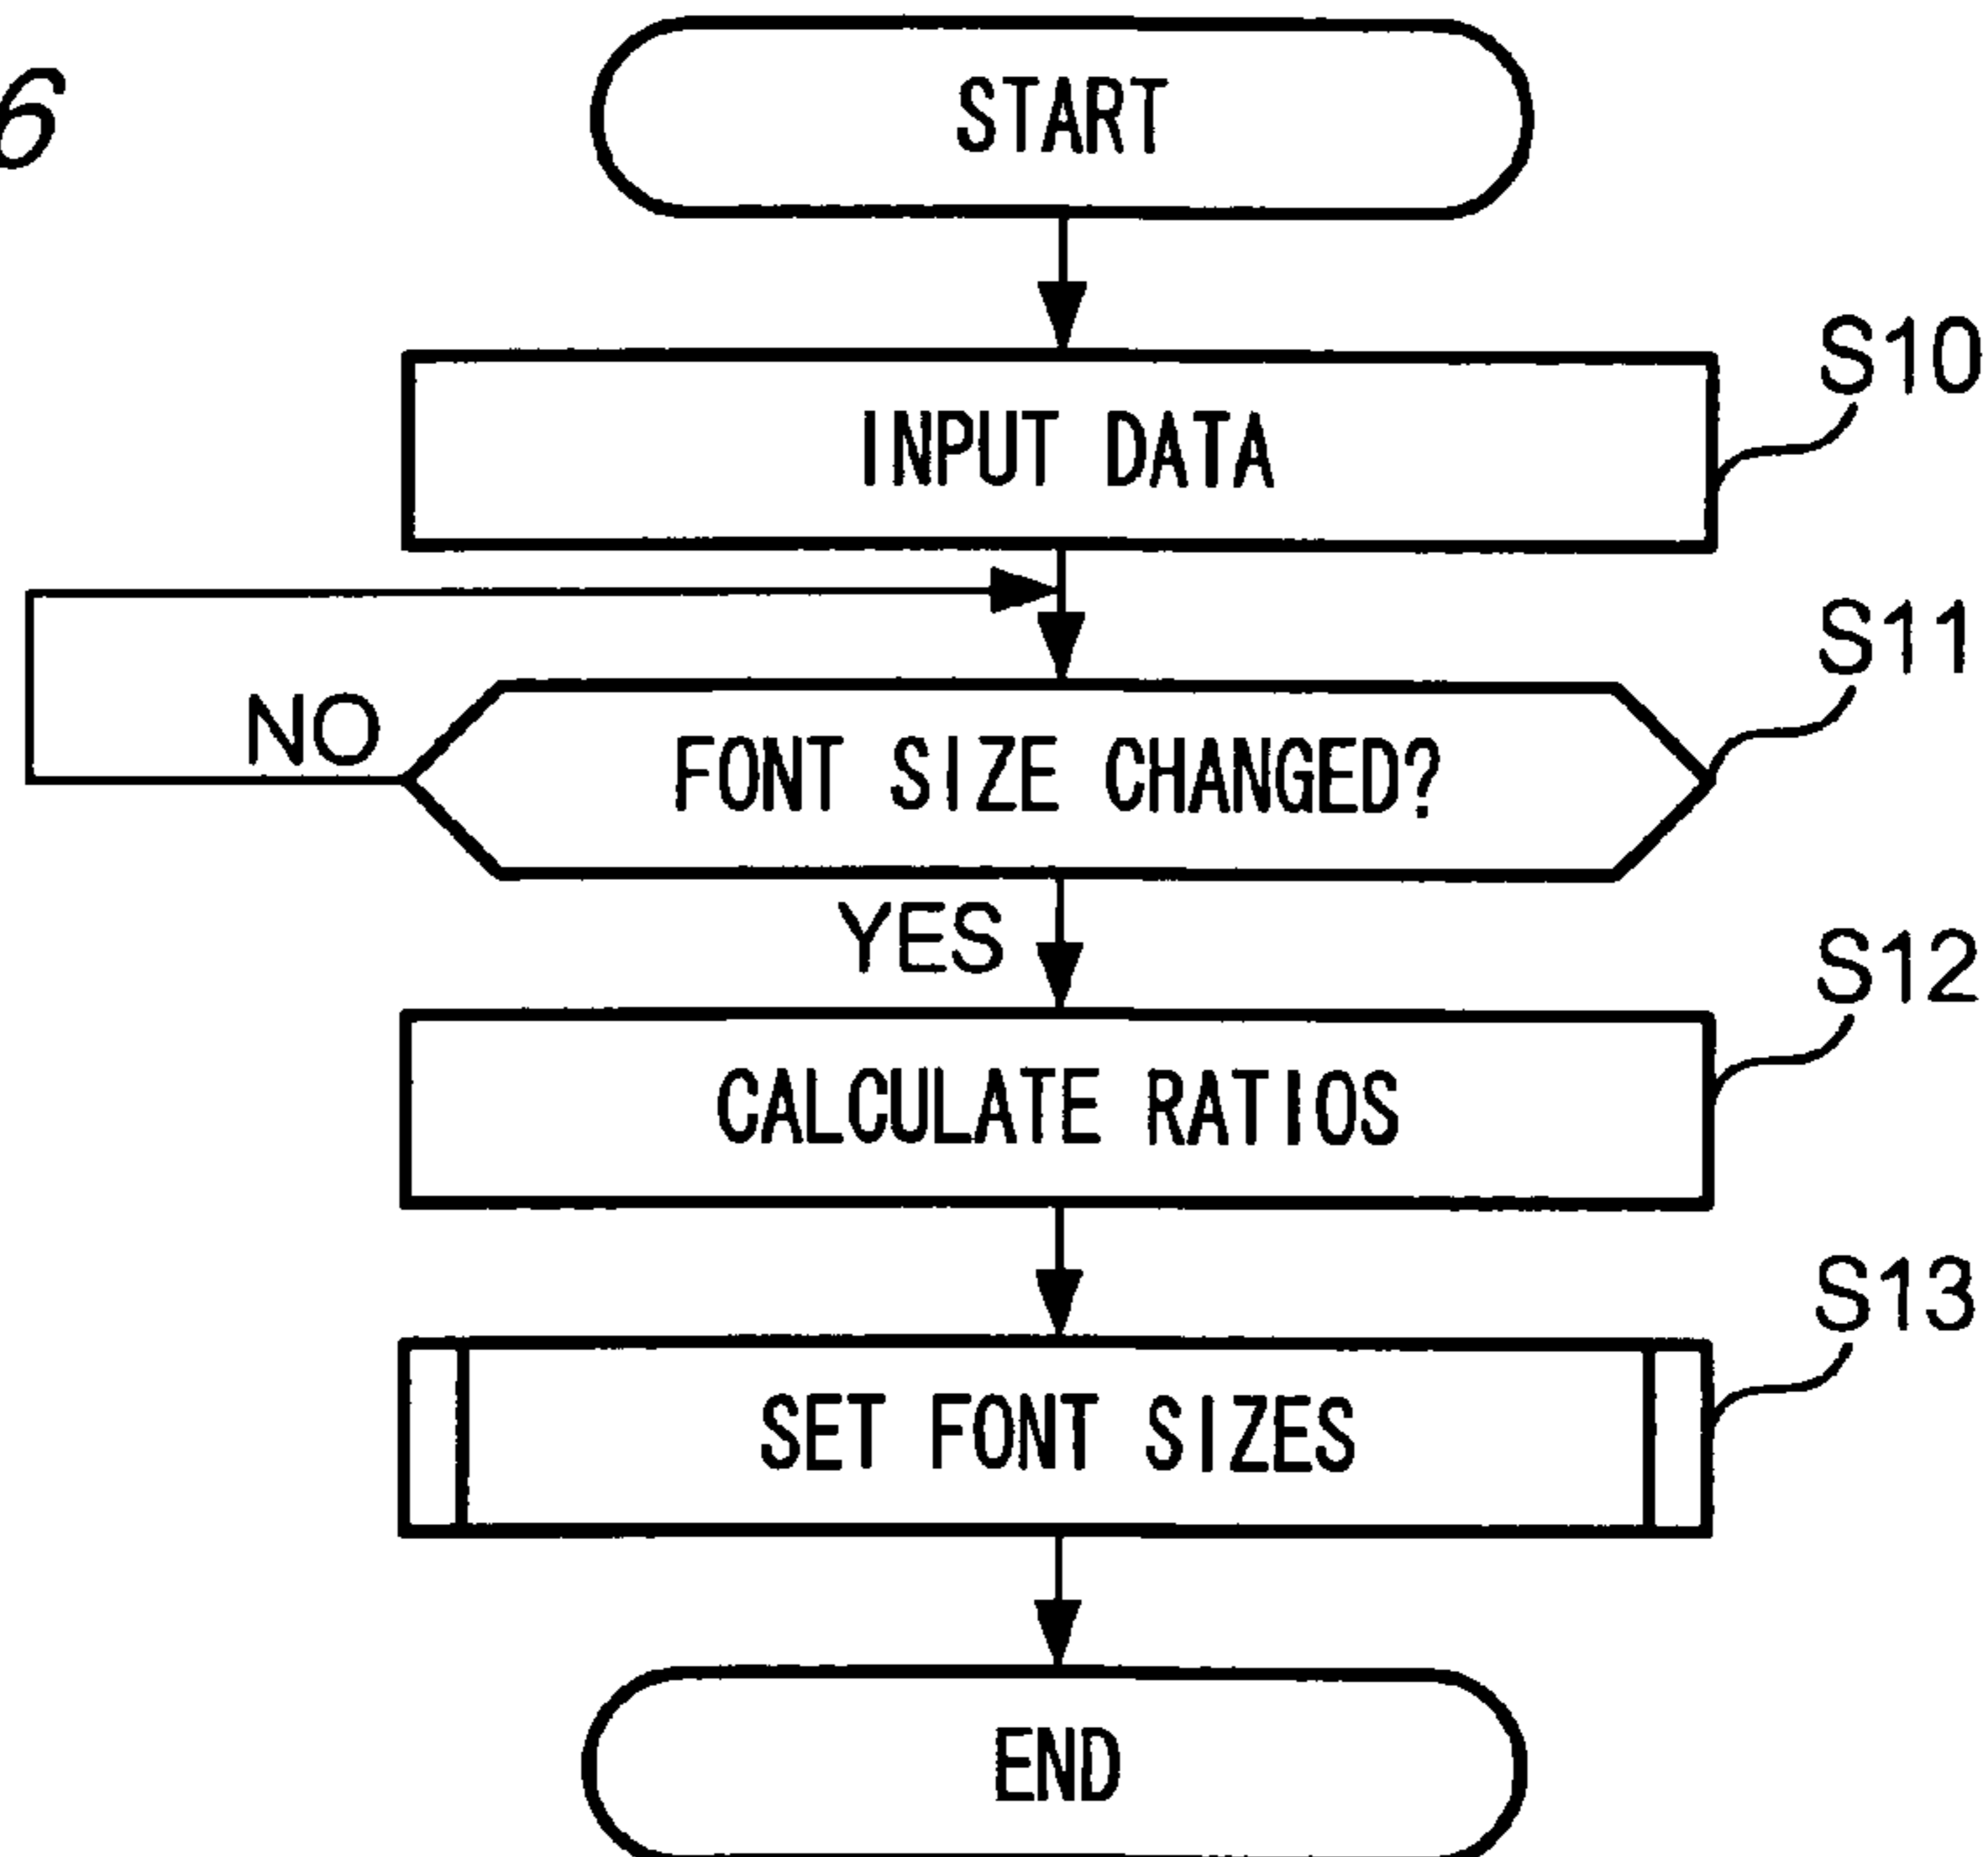 6
START
S10
INPUT DATA
S11
NO
FONT SIZE CHANGED?
YES
S12
CALCULATE RATIOS
S13
SET FONT SIZES
END